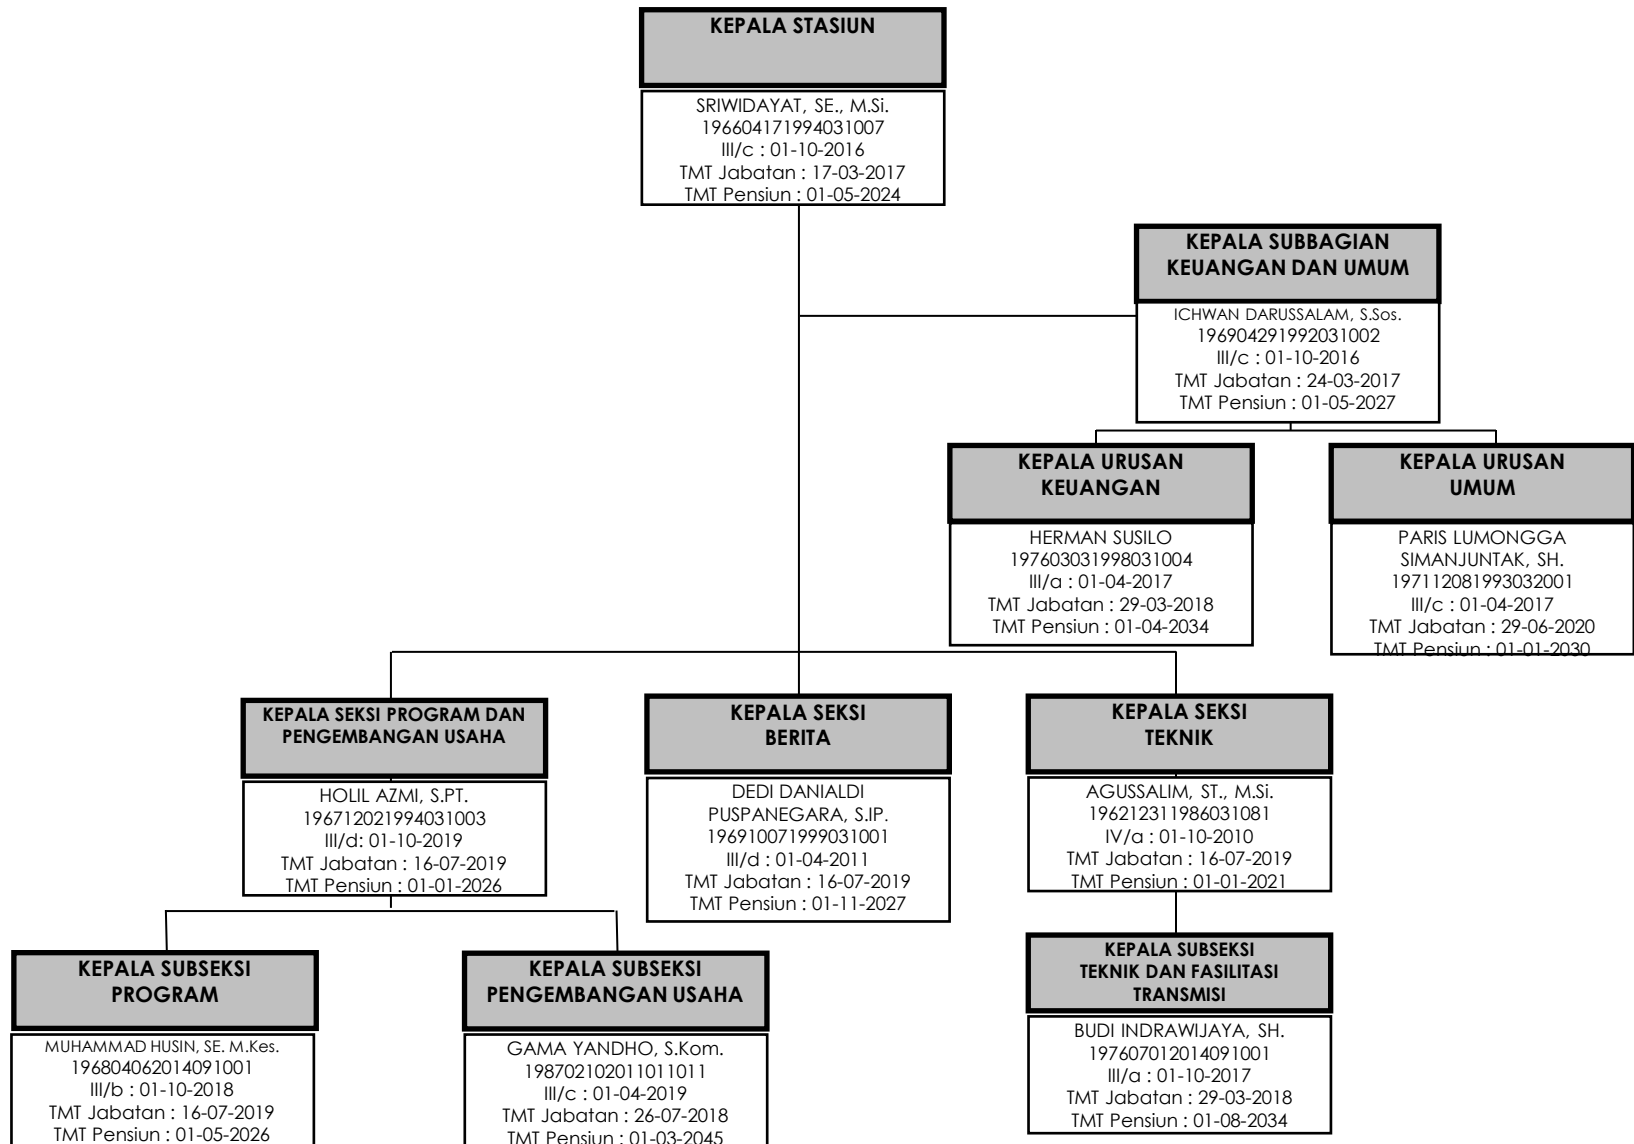 KEPALA STASIUN
SRIWIDAYAT, SE., M.Si.
196604171994031007
III/c : 01-10-2016
TMT Jabatan : 17-03-2017
TMT Pensiun : 01-05-2024
KEPALA SUBBAGIAN
KEUANGAN DAN UMUM
ICHWAN DARUSSALAM, S.Sos.
196904291992031002
III/c : 01-10-2016
TMT Jabatan : 24-03-2017
TMT Pensiun : 01-05-2027
KEPALA URUSAN
KEUANGAN
HERMAN SUSILO
197603031998031004
III/a : 01-04-2017
TMT Jabatan : 29-03-2018
TMT Pensiun : 01-04-2034
KEPALA URUSAN
UMUM
PARIS LUMONGGA
SIMANJUNTAK, SH.
197112081993032001
III/c : 01-04-2017
TMT Jabatan : 29-06-2020
TMT Pensiun : 01-01-2030
KEPALA SEKSI PROGRAM DAN
PENGEMBANGAN USAHA
HOLIL AZMI, S.PT.
196712021994031003
III/d: 01-10-2019
TMT Jabatan : 16-07-2019
TMT Pensiun : 01-01-2026
KEPALA SEKSI
BERITA
DEDI DANIALDI
PUSPANEGARA, S.IP.
196910071999031001
III/d : 01-04-2011
TMT Jabatan : 16-07-2019
TMT Pensiun : 01-11-2027
KEPALA SEKSI
TEKNIK
AGUSSALIM, ST., M.Si.
196212311986031081
IV/a : 01-10-2010
TMT Jabatan : 16-07-2019
TMT Pensiun : 01-01-2021
KEPALA SUBSEKSI
PROGRAM
MUHAMMAD HUSIN, SE. M.Kes.
196804062014091001
III/b : 01-10-2018
TMT Jabatan : 16-07-2019
TMT Pensiun : 01-05-2026
KEPALA SUBSEKSI
PENGEMBANGAN USAHA
GAMA YANDHO, S.Kom.
198702102011011011
III/c : 01-04-2019
TMT Jabatan : 26-07-2018
TMT Pensiun : 01-03-2045
KEPALA SUBSEKSI
TEKNIK DAN FASILITASI
TRANSMISI
BUDI INDRAWIJAYA, SH.
197607012014091001
III/a : 01-10-2017
TMT Jabatan : 29-03-2018
TMT Pensiun : 01-08-2034